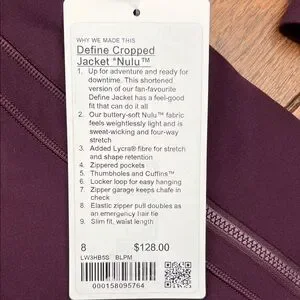 WHY WE MADE THIS
Define Cropped
Jacket *Nulu™
1. Up for adventure and ready for
downtime. This shortened
version of our fan-favourite
Define Jacket has a feel-good
fit that can do it all
2. Our buttery-soft Nulu™ fabric
feels weightlessly light and is
sweat-wicking and four-way
stretch
3. Added Lycra® fibre for stretch
and shape retention
4. Zippered pockets
5. Thumbholes and Cuffins™
6. Locker loop for easy hanging
7. Zipper garage keeps chafe in
check
8. Elastic zipper pull doubles as
an emergency hair tie
9. Slim fit, waist length
8 $128.00
LW3HB5S BLPM
000158095764